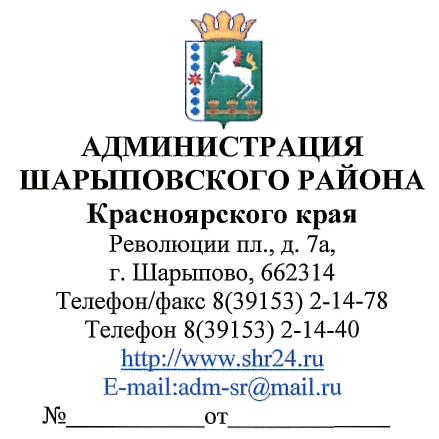 АДМИНИСТРАЦИЯ
ШАРЫПОВСКОГО РАЙОНА
Красноярского края
Революции пл., д. 7а,
г. Шарыпово, 662314
Телефон/факс 8(39153) 2-14-78
Телефон 8(39153) 2-14-40
http://www.shr24.ru
E-mail:adm-sr@mail.ru
№___________от_____________